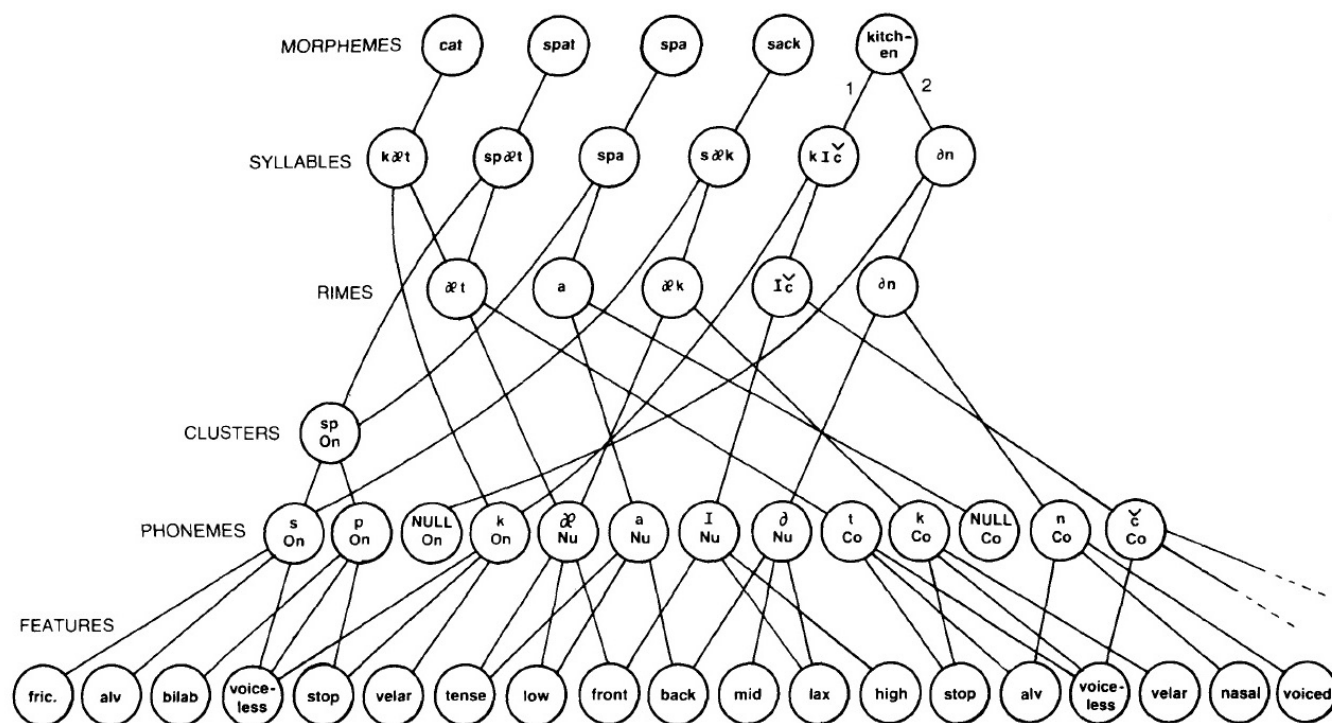 MORPHEMES cat spat spa sack kitch-
en
1 2
SYLLABLES kæt spæt spa sæk kIč ∂n
RIMES æt a æk Ič ∂n
CLUSTERS sp
On
PHONEMES s p NULL k æ a I ∂ t k NULL n č
On On On On Nu Nu Nu Nu Co Co Co Co Co
FEATURES
fric. alv bilab voice- stop velar tense low front back mid lax high stop alv voice- velar nasal voiced
less less